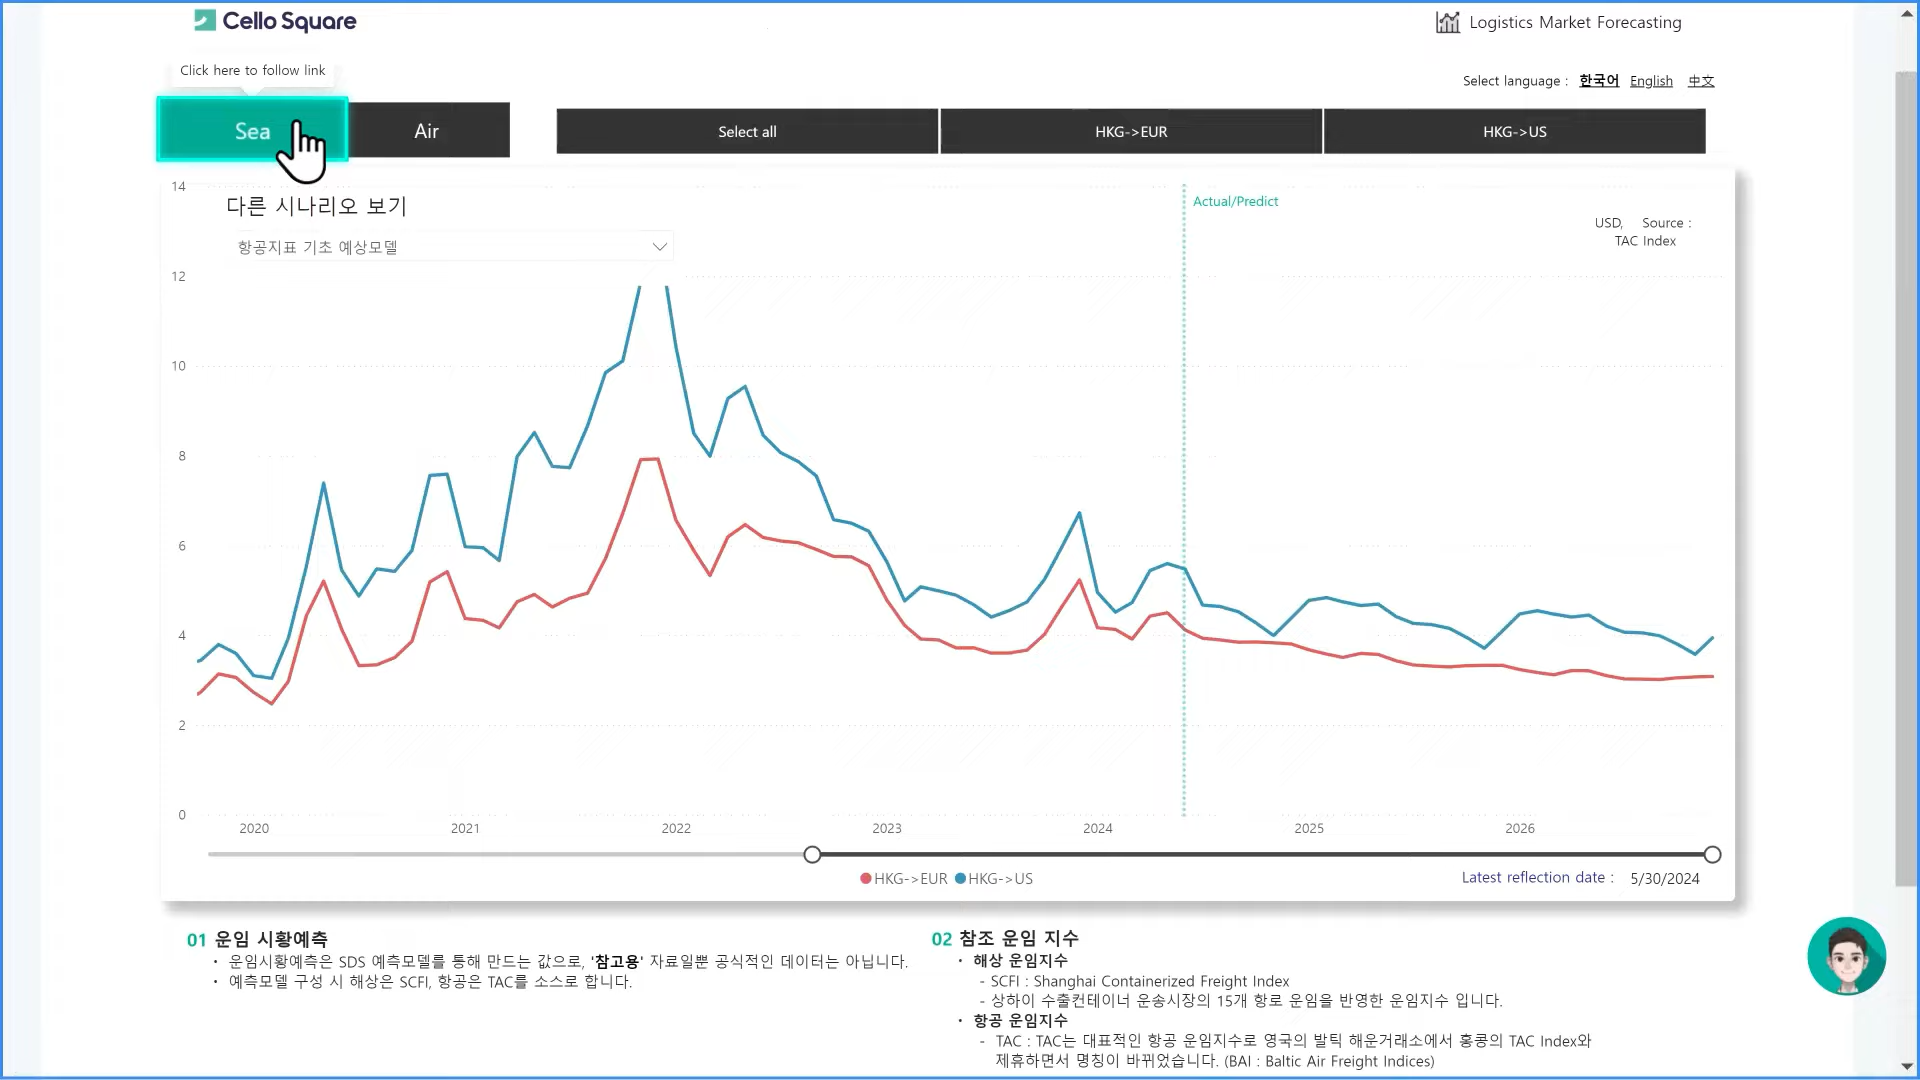 Cello Square
Logistics Market Forecasting
Click here to follow link
Select language : 한국어 English 中文
Sea
Air
Select all
HKG->EUR
HKG->US
14
다른 시나리오 보기
Actual/Predict
USD, Source :
TAC Index
항공지표 기초 예상모델
12
10
8
6
4
2
0
2020 2021 2022 2023 2024 2025 2026
HKG->EUR HKG->US
Latest reflection date : 5/30/2024
01 운임 시황예측
· 운임시황예측은 SDS 예측모델를 통해 만드는 값으로, '참고용' 자료일뿐 공식적인 데이터는 아닙니다.
· 예측모델 구성 시 해상은 SCFI, 항공은 TAC를 소스로 합니다.
02 참조 운임 지수
· 해상 운임지수
- SCFI : Shanghai Containerized Freight Index
- 상하이 수출컨테이너 운송시장의 15개 항로 운임을 반영한 운임지수 입니다.
· 항공 운임지수
- TAC : TAC는 대표적인 항공 운임지수로 영국의 발틱 해운거래소에서 홍콩의 TAC Index와
제휴하면서 명칭이 바뀌었습니다. (BAI : Baltic Air Freight Indices)